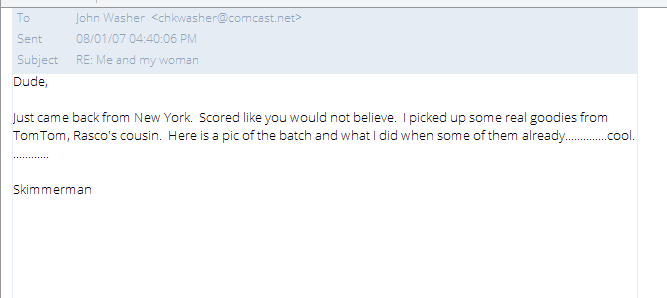 To John Washer <chkwasher@comcast.net>
Sent 08/01/07 04:40:06 PM
Subject RE: Me and my woman
Dude,
Just came back from New York. Scored like you would not believe. I picked up some real goodies from
TomTom, Rasco's cousin. Here is a pic of the batch and what I did when some of them already..............cool.
............
Skimmerman